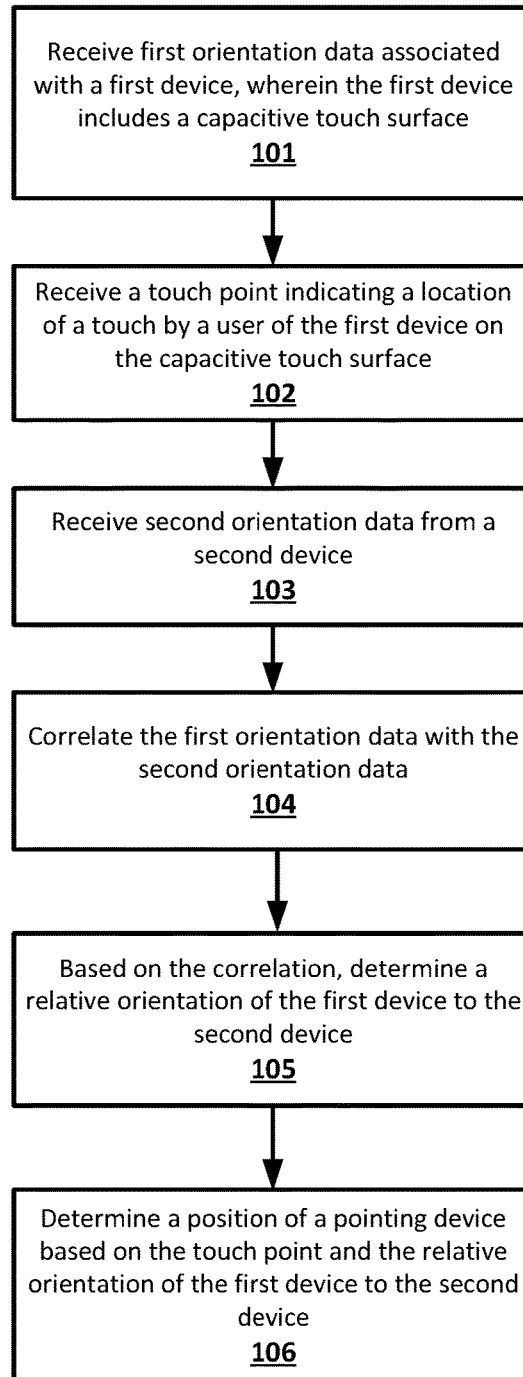 Receive first orientation data associated
with a first device, wherein the first device
includes a capacitive touch surface
101
Receive a touch point indicating a location
of a touch by a user of the first device on
the capacitive touch surface
102
Receive second orientation data from a
second device
103
Correlate the first orientation data with the
second orientation data
104
Based on the correlation, determine a
relative orientation of the first device to the
second device
105
Determine a position of a pointing device
based on the touch point and the relative
orientation of the first device to the second
device
106